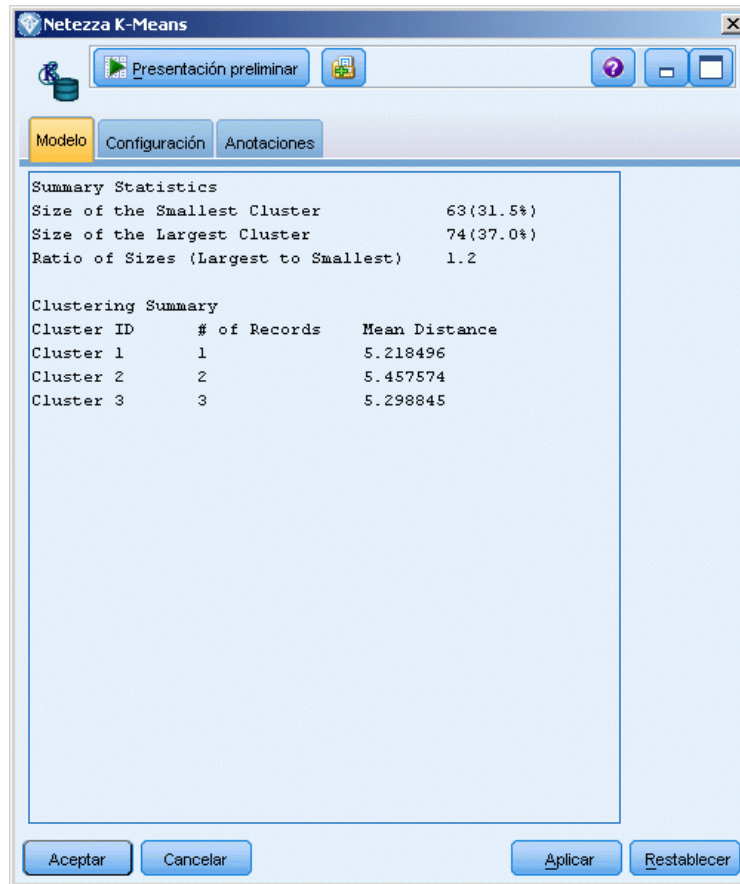 Netezza K-Means
Presentación preliminar
Modelo Configuración Anotaciones
Summary Statistics
Size of the Smallest Cluster 63(31.5%)
Size of the Largest Cluster 74(37.0%)
Ratio of Sizes (Largest to Smallest) 1.2
Clustering Summary
Cluster ID # of Records Mean Distance
Cluster 1 1 5.218496
Cluster 2 2 5.457574
Cluster 3 3 5.298845
Aceptar Cancelar Aplicar Restablecer